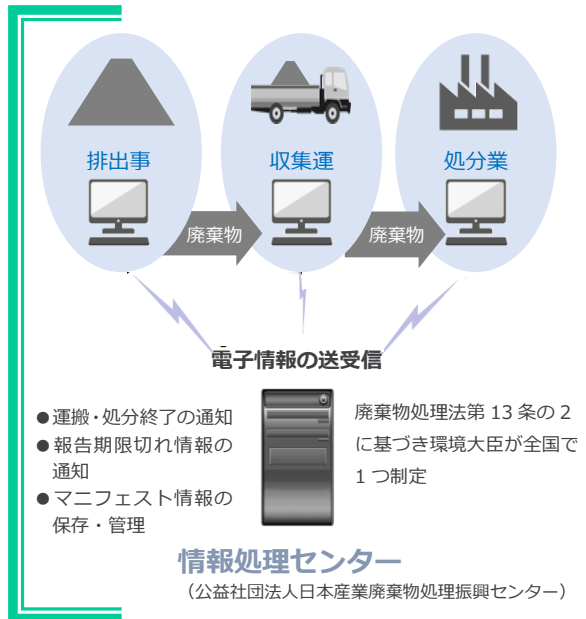 排出事
収集運
処分業
廃棄物
廃棄物
電子情報の送受信
●運搬・処分終了の通知
●報告期限切れ情報の
通知
●マニフェスト情報の
保存・管理
廃棄物処理法第 13 条の 2
に基づき環境大臣が全国で
1 つ制定
情報処理センター
（公益社団法人日本産業廃棄物処理振興センター）